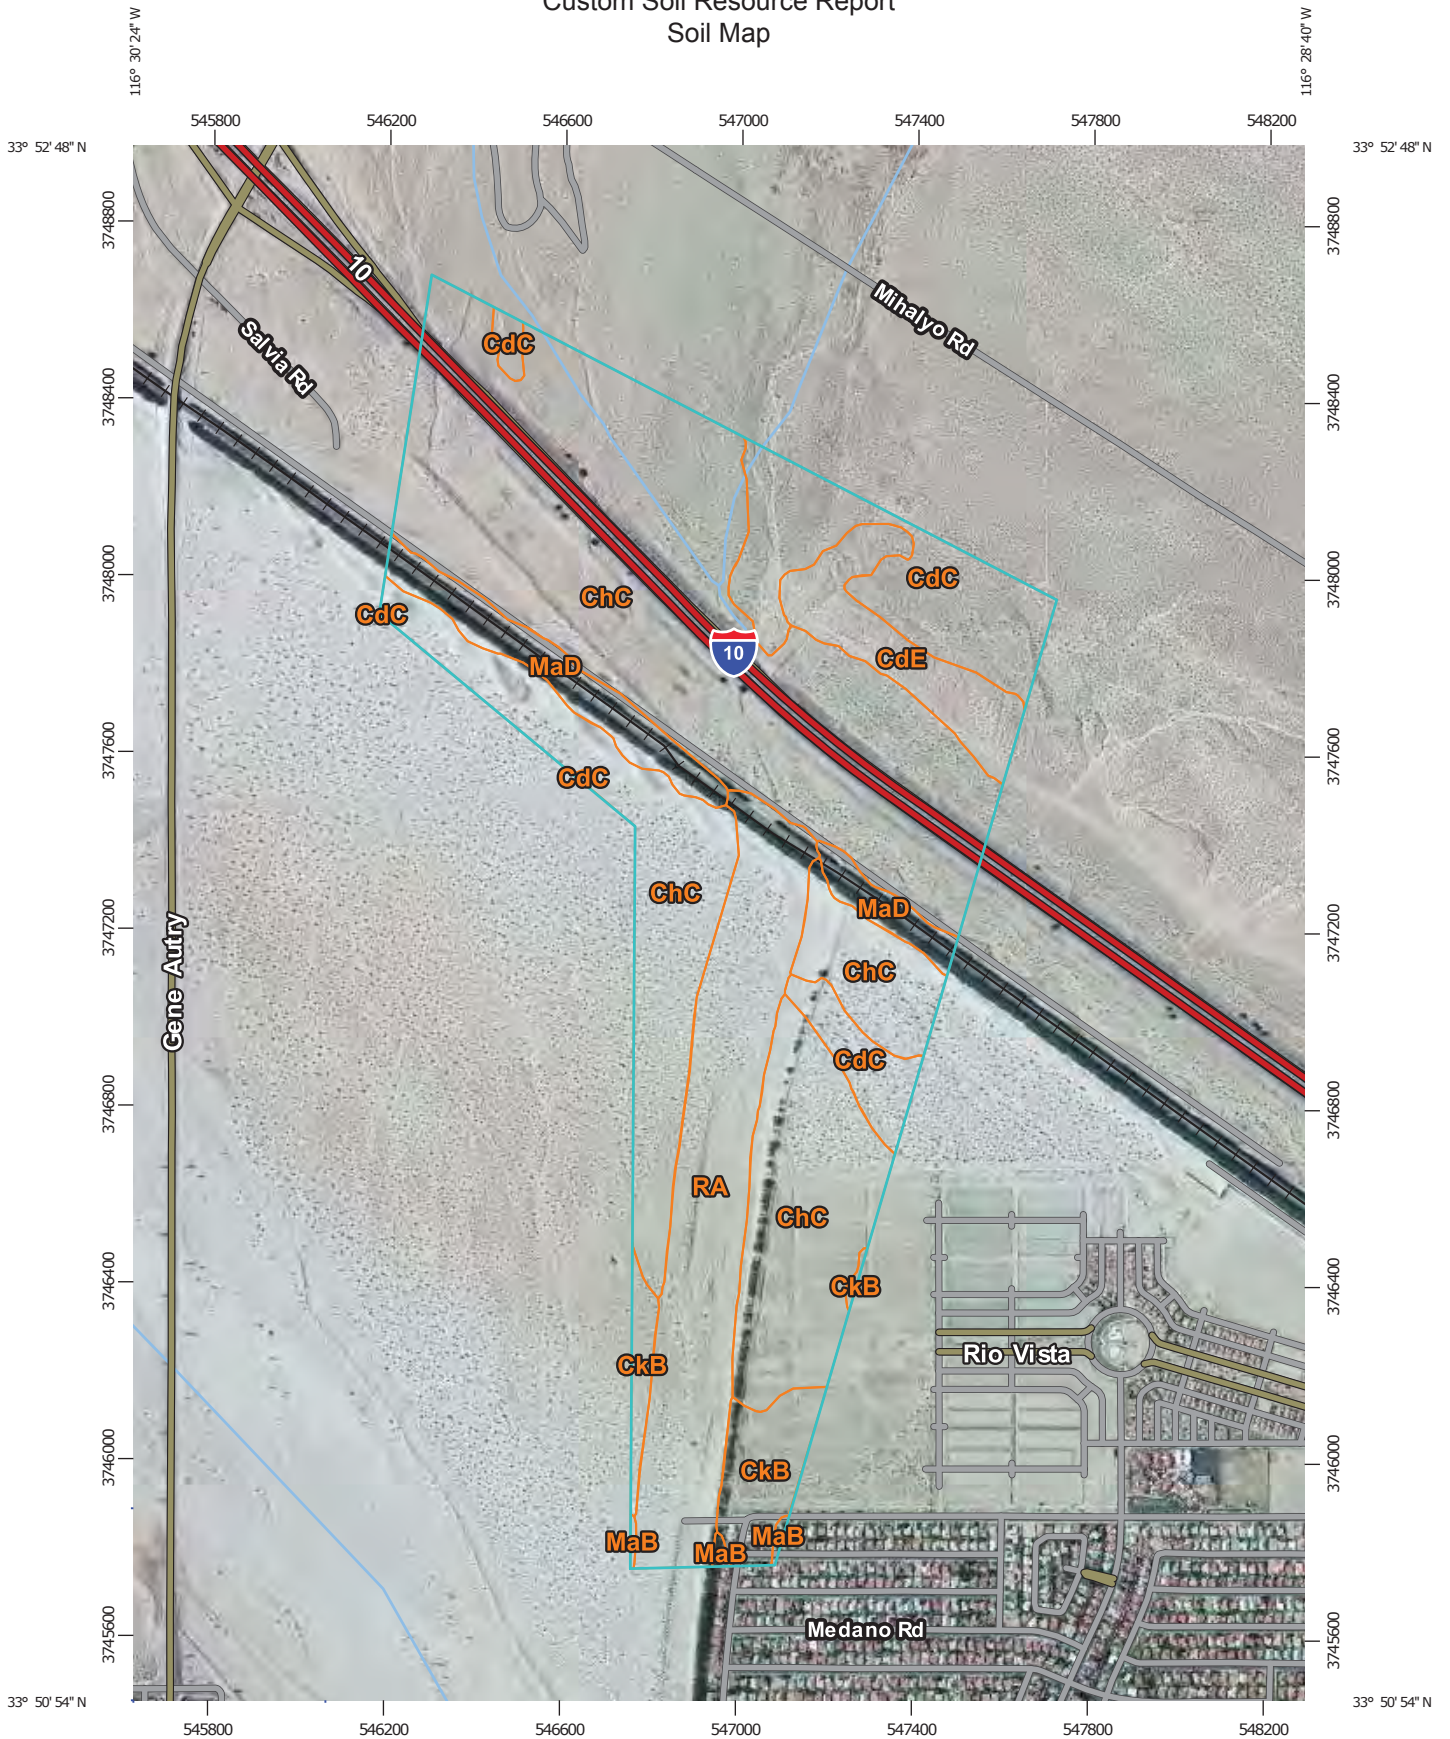 Custom Soil Resource Report
Soil Map
116° 30' 24" W
116° 28' 40" W
545800 546200 546600 547000 547400 547800 548200
33° 52' 48" N
33° 52' 48" N
3748800
3748800
10
Mihalyo Rd
Salvia Rd
CdC
3748400
3748400
3748000
3748000
CdC
ChC
CdC
10
CdE
MaD
3747600
3747600
CdC
ChC
MaD
3747200
3747200
Gene Autry
ChC
CdC
3746800
3746800
RA
ChC
3746400
3746400
CkB
Rio Vista
CkB
3746000
3746000
CkB
MaB
MaB
MaB
Medano Rd
3745600
3745600
33° 50' 54" N
33° 50' 54" N
545800 546200 546600 547000 547400 547800 548200